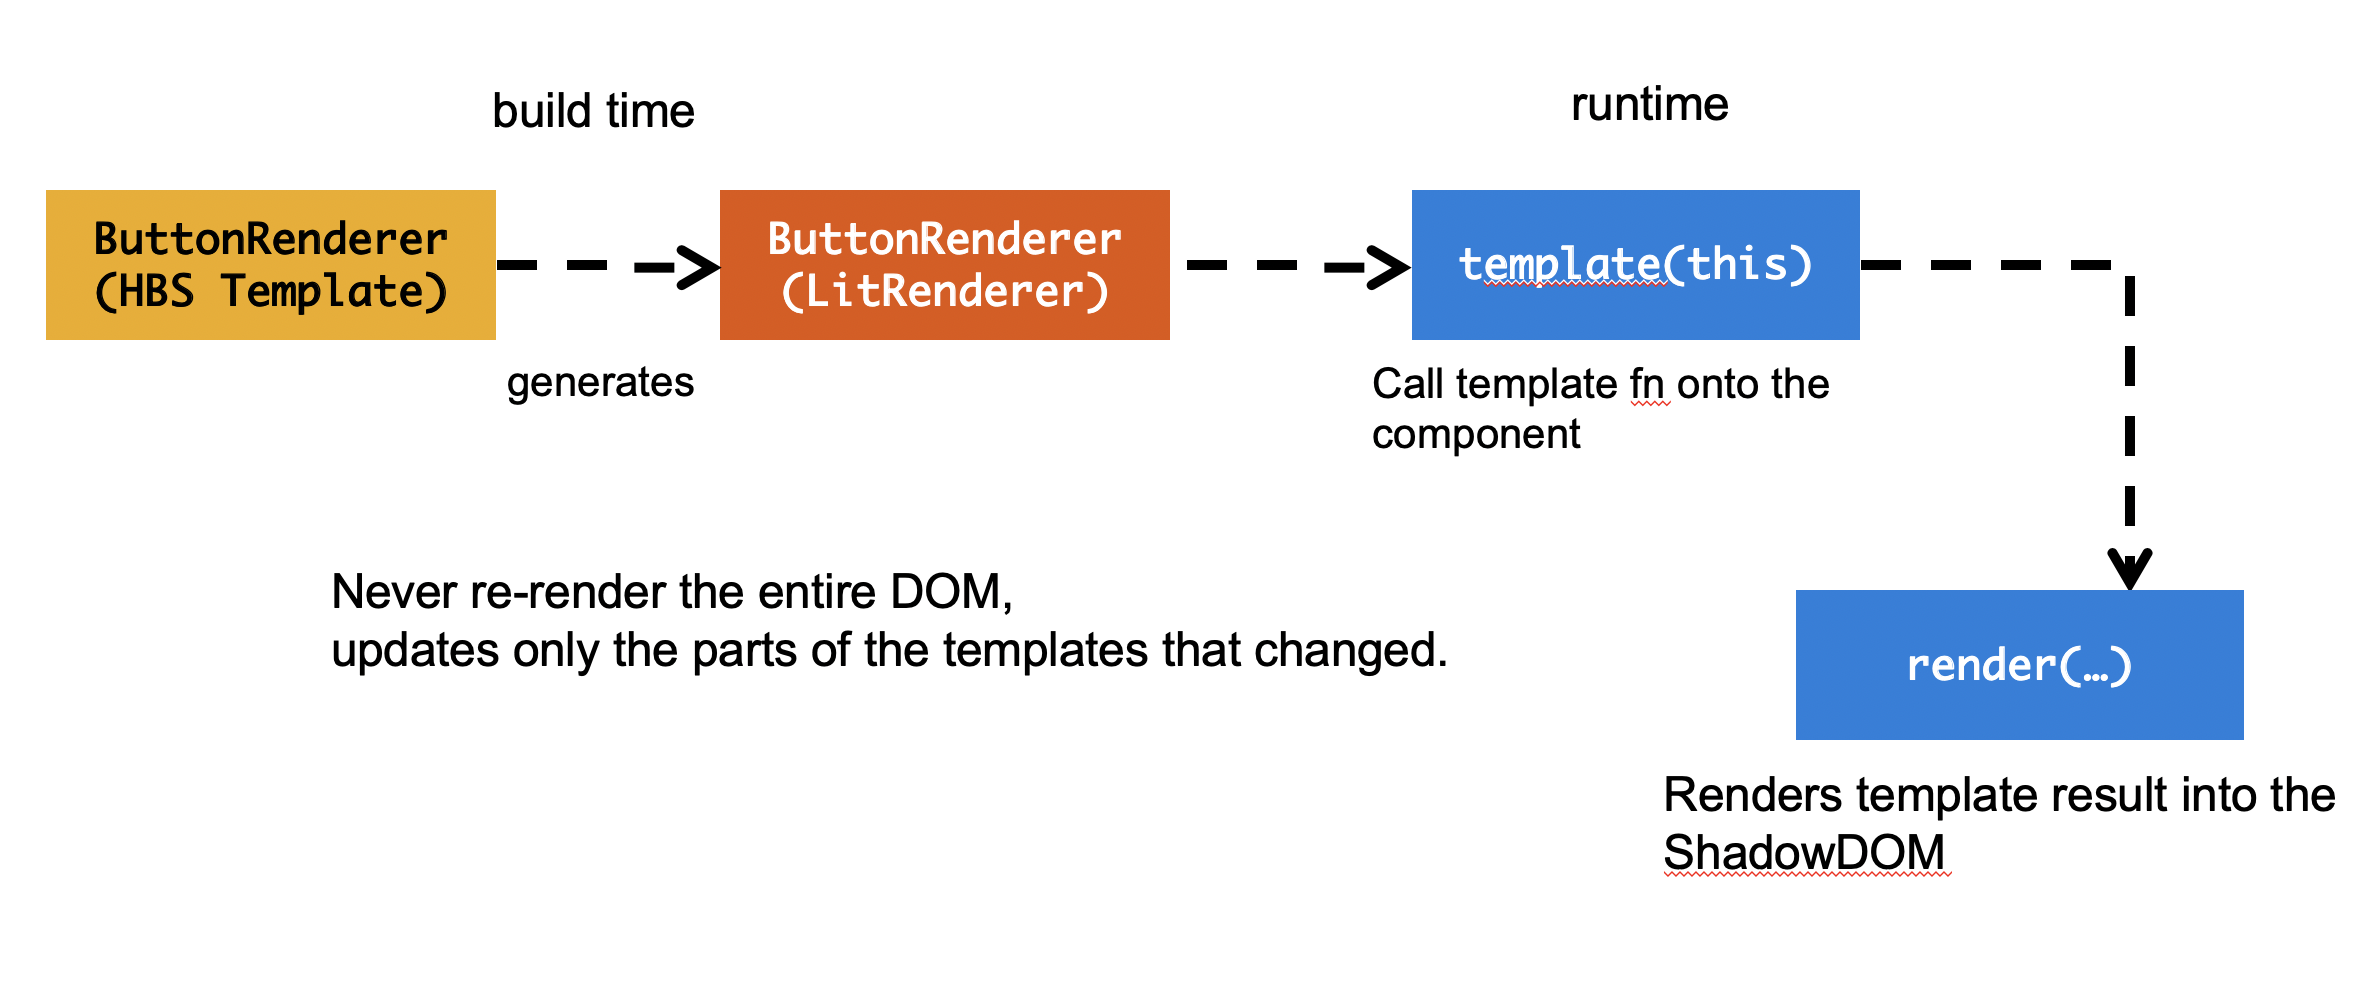 build time
runtime
ButtonRenderer
(HBS Template)
ButtonRenderer
(LitRenderer)
template(this)
generates
Call template fn onto the
component
Never re-render the entire DOM,
updates only the parts of the templates that changed.
render(…)
Renders template result into the
ShadowDOM